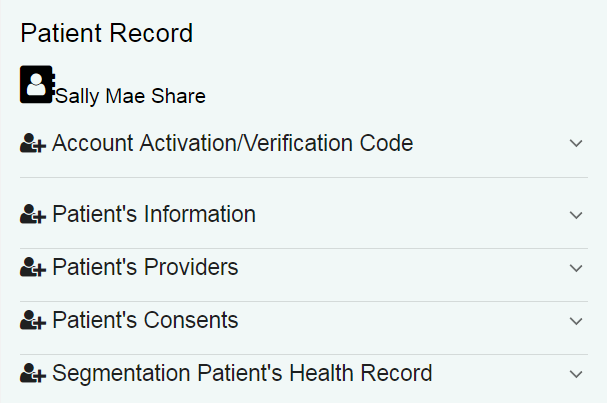 Patient Record
Sally Mae Share
Account Activation/Verification Code
Patient's Information
Patient's Providers
Patient's Consents
Segmentation Patient's Health Record